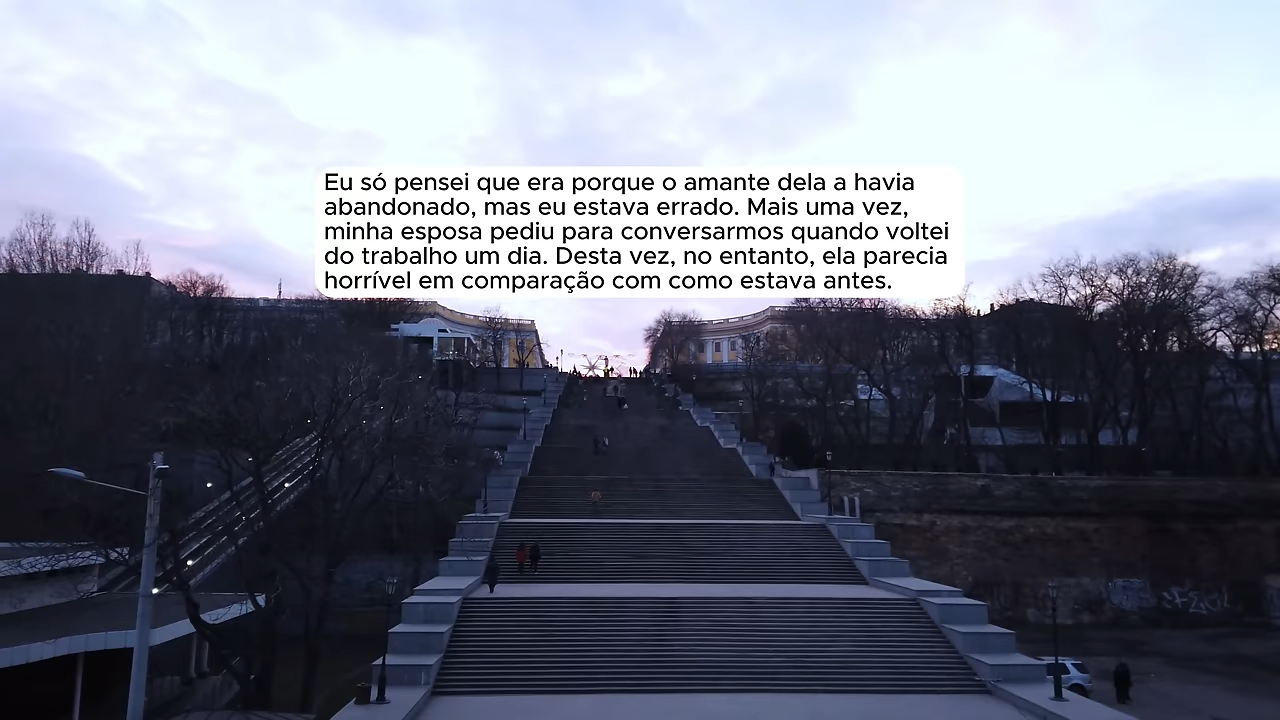 Eu só pensei que era porque o amante dela a havia
abandonado, mas eu estava errado. Mais uma vez,
minha esposa pediu para conversarmos quando voltei
do trabalho um dia. Desta vez, no entanto, ela parecia
horrível em comparação com como estava antes.